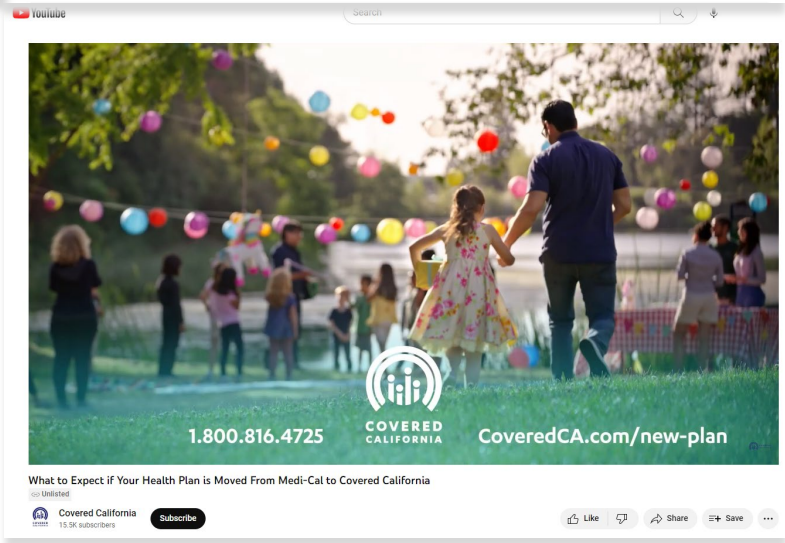 YouTube
Search
1.800.816.4725
COVERED
CALIFORNIA
CoveredCA.com/new-plan
What to Expect if Your Health Plan is Moved From Medi-Cal to Covered California
Unlisted
Covered California
15.5K subscribers
Subscribe
Like
Share
Save